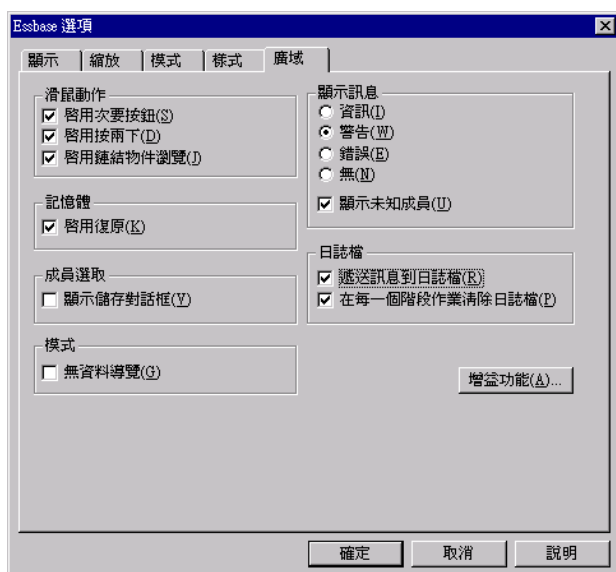 Essbase 選項
顯示
縮放
模式
樣式
廣域
滑鼠動作
啓用次要按鈕(S)
啓用按兩下(D)
啓用鏈結物件瀏覽(J)
記憶體
啓用復原(K)
成員選取
顯示儲存對話框(V)
模式
無資料導覽(G)
顯示訊息
資訊(I)
警告(W)
錯誤(E)
無(N)
顯示未知成員(U)
日誌檔
遞送訊息到日誌檔(R)
在每一個階段作業清除日誌檔(P)
增益功能(A)...
確定
取消
說明